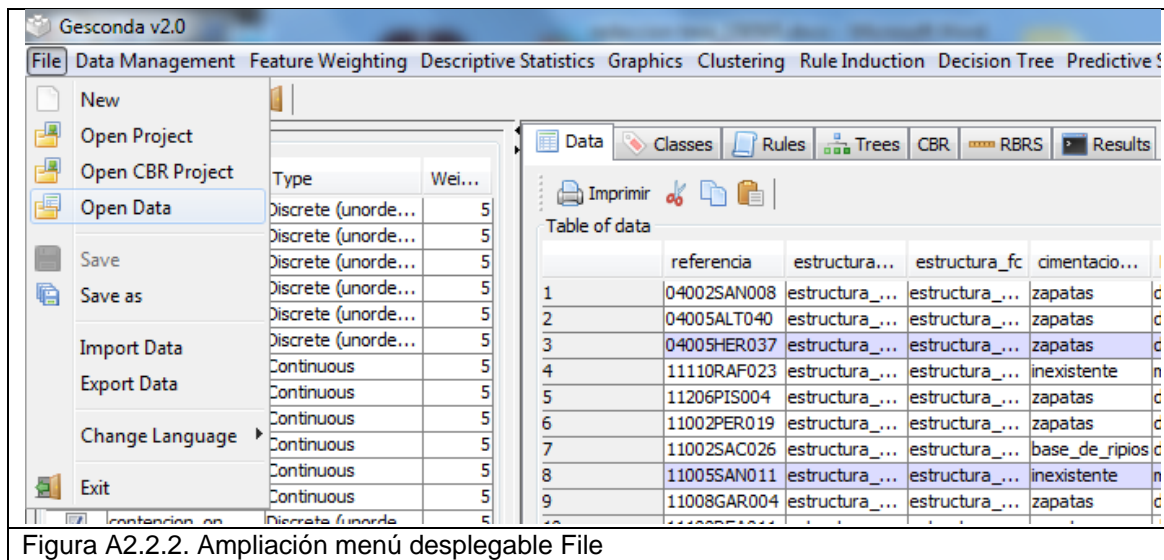 Gesconda v2.0
File Data Management Feature Weighting Descriptive Statistics Graphics Clustering Rule Induction Decision Tree Predictive
New
Open Project
Open CBR Project
Open Data
Save
Save as
Import Data
Export Data
Change Language
Exit
Type Wei...
Discrete (unorde... 5
Discrete (unorde... 5
Discrete (unorde... 5
Discrete (unorde... 5
Discrete (unorde... 5
Discrete (unorde... 5
Continuous 5
Continuous 5
Continuous 5
Continuous 5
Continuous 5
Continuous 5
contencion_on... Discrete (unorde... 5
Data Classes Rules Trees CBR RBRS Results
Imprimir
Table of data
referencia estructura... estructura_fc cimentacio...
1 04002SAN008 estructura_... estructura_... zapatas d
2 04005ALT040 estructura_... estructura_... zapatas d
3 04005HER037 estructura_... estructura_... zapatas d
4 11110RAF023 estructura_... estructura_... inexistente
5 11206PIS004 estructura_... estructura_... zapatas d
6 11002PER019 estructura_... estructura_... zapatas d
7 11002SAC026 estructura_... estructura_... base_de_ripios d
8 11005SAN011 estructura_... estructura_... inexistente
9 11008GAR004 estructura_... estructura_... zapatas d
Figura A2.2.2. Ampliación menú desplegable File